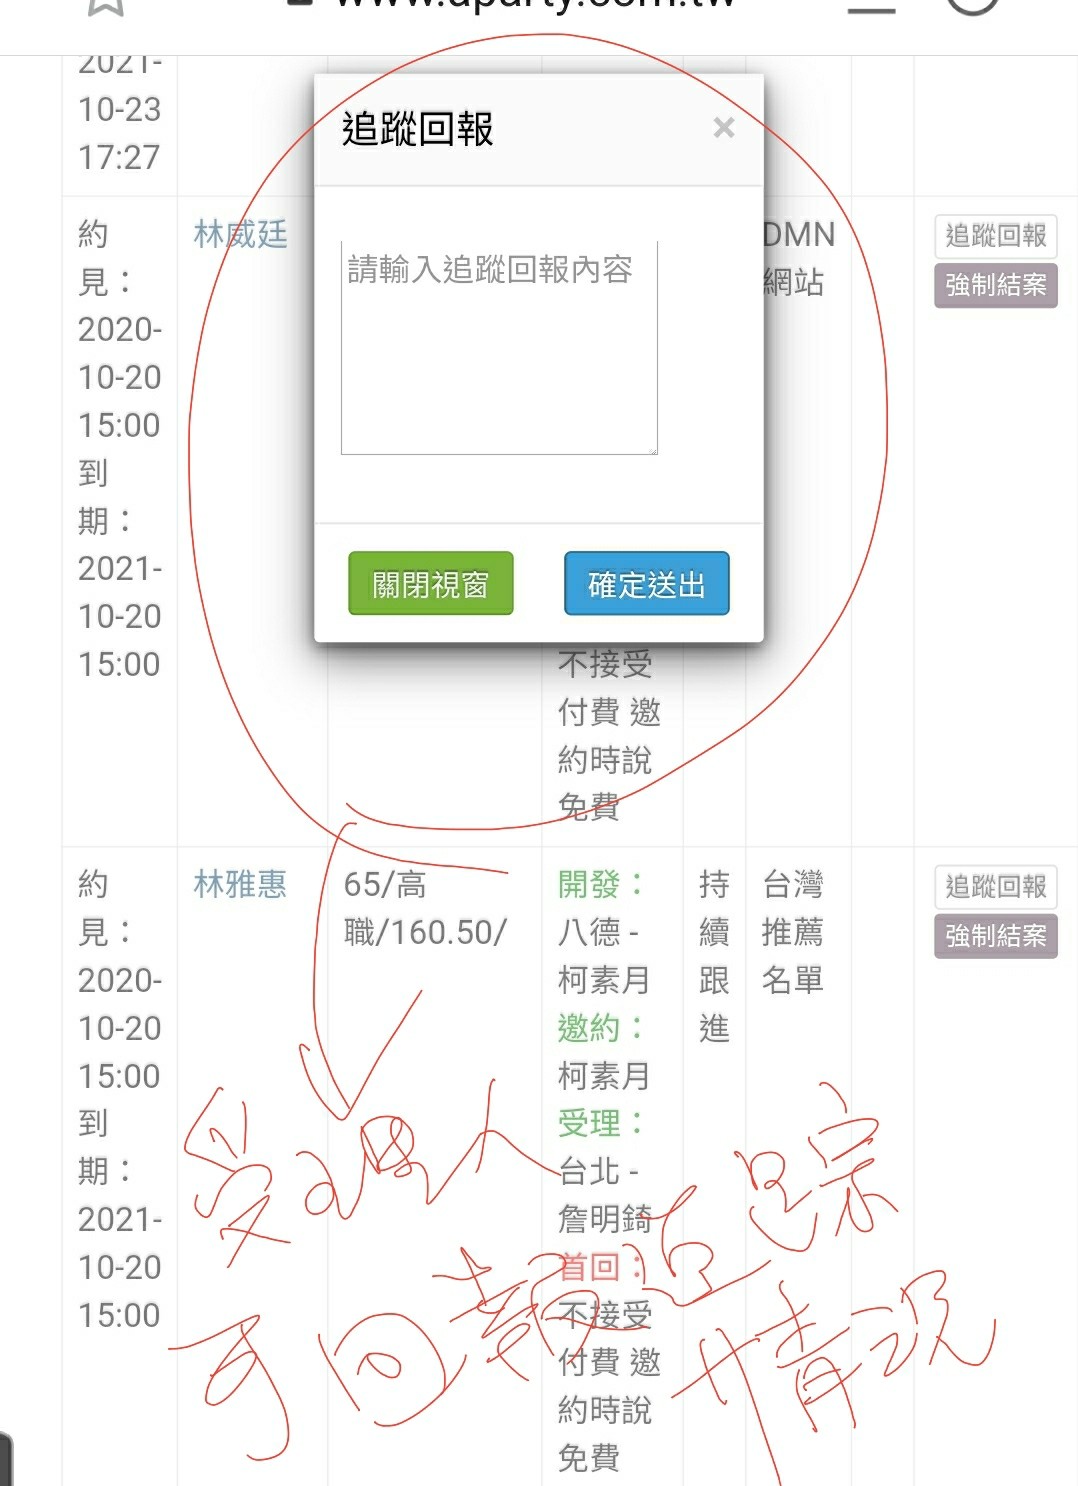 www.aparty.com.tw
2021-
10-23
17:27
追蹤回報
×
請輸入追蹤回報內容
關閉視窗
確定送出
約
見：
2020-
10-20
15:00
到
期：
2021-
10-20
15:00
林威廷
不接受
付費 邀
約時說
免費
DMN
網站
追蹤回報
強制結案
約
見：
2020-
10-20
15:00
到
期：
2021-
10-20
15:00
林雅惠
65/高
職/160.50/
開發：
八德 -
柯素月
邀約：
柯素月
受理：
台北 -
詹明錡
首回：
不接受
付費 邀
約時說
免費
持
續
跟
進
台灣
推薦
名單
追蹤回報
強制結案
受理人
可回報追蹤
情況